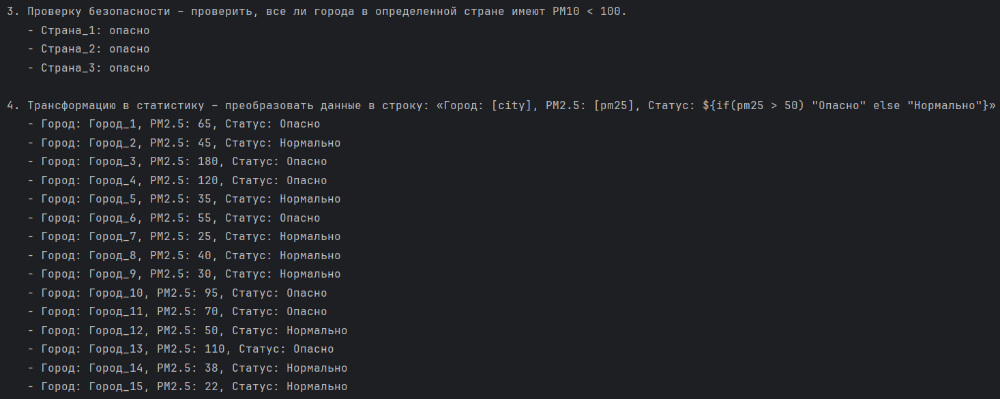 3. Проверку безопасности – проверить, все ли города в определенной стране имеют PM10 < 100.
- Страна_1: опасно
- Страна_2: опасно
- Страна_3: опасно
4. Трансформацию в статистику – преобразовать данные в строку: «Город: [city], PM2.5: [pm25], Статус: ${if(pm25 > 50) "Опасно" else "Нормально"}»
- Город: Город_1, PM2.5: 65, Статус: Опасно
- Город: Город_2, PM2.5: 45, Статус: Нормально
- Город: Город_3, PM2.5: 180, Статус: Опасно
- Город: Город_4, PM2.5: 120, Статус: Опасно
- Город: Город_5, PM2.5: 35, Статус: Нормально
- Город: Город_6, PM2.5: 55, Статус: Опасно
- Город: Город_7, PM2.5: 25, Статус: Нормально
- Город: Город_8, PM2.5: 40, Статус: Нормально
- Город: Город_9, PM2.5: 30, Статус: Нормально
- Город: Город_10, PM2.5: 95, Статус: Опасно
- Город: Город_11, PM2.5: 70, Статус: Опасно
- Город: Город_12, PM2.5: 50, Статус: Нормально
- Город: Город_13, PM2.5: 110, Статус: Опасно
- Город: Город_14, PM2.5: 38, Статус: Нормально
- Город: Город_15, PM2.5: 22, Статус: Нормально